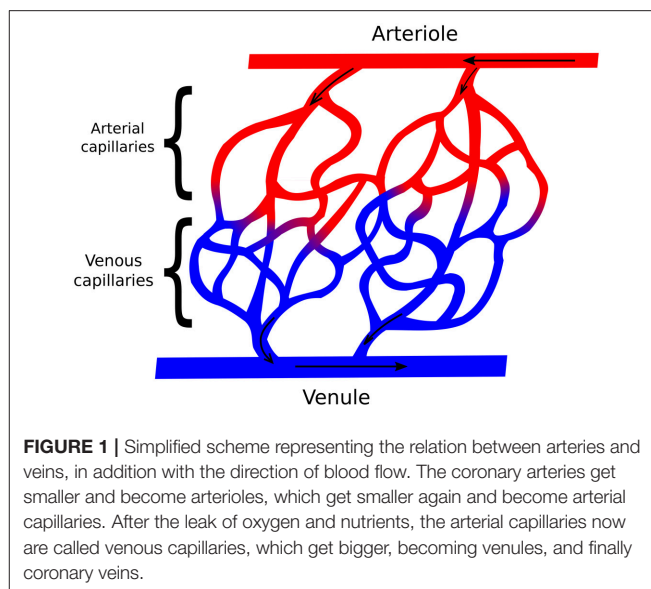 Arteriole
Arterial
capillaries
Venous
capillaries
Venule
FIGURE 1 | Simplified scheme representing the relation between arteries and
veins, in addition with the direction of blood flow. The coronary arteries get
smaller and become arterioles, which get smaller again and become arterial
capillaries. After the leak of oxygen and nutrients, the arterial capillaries now
are called venous capillaries, which get bigger, becoming venules, and finally
coronary veins.